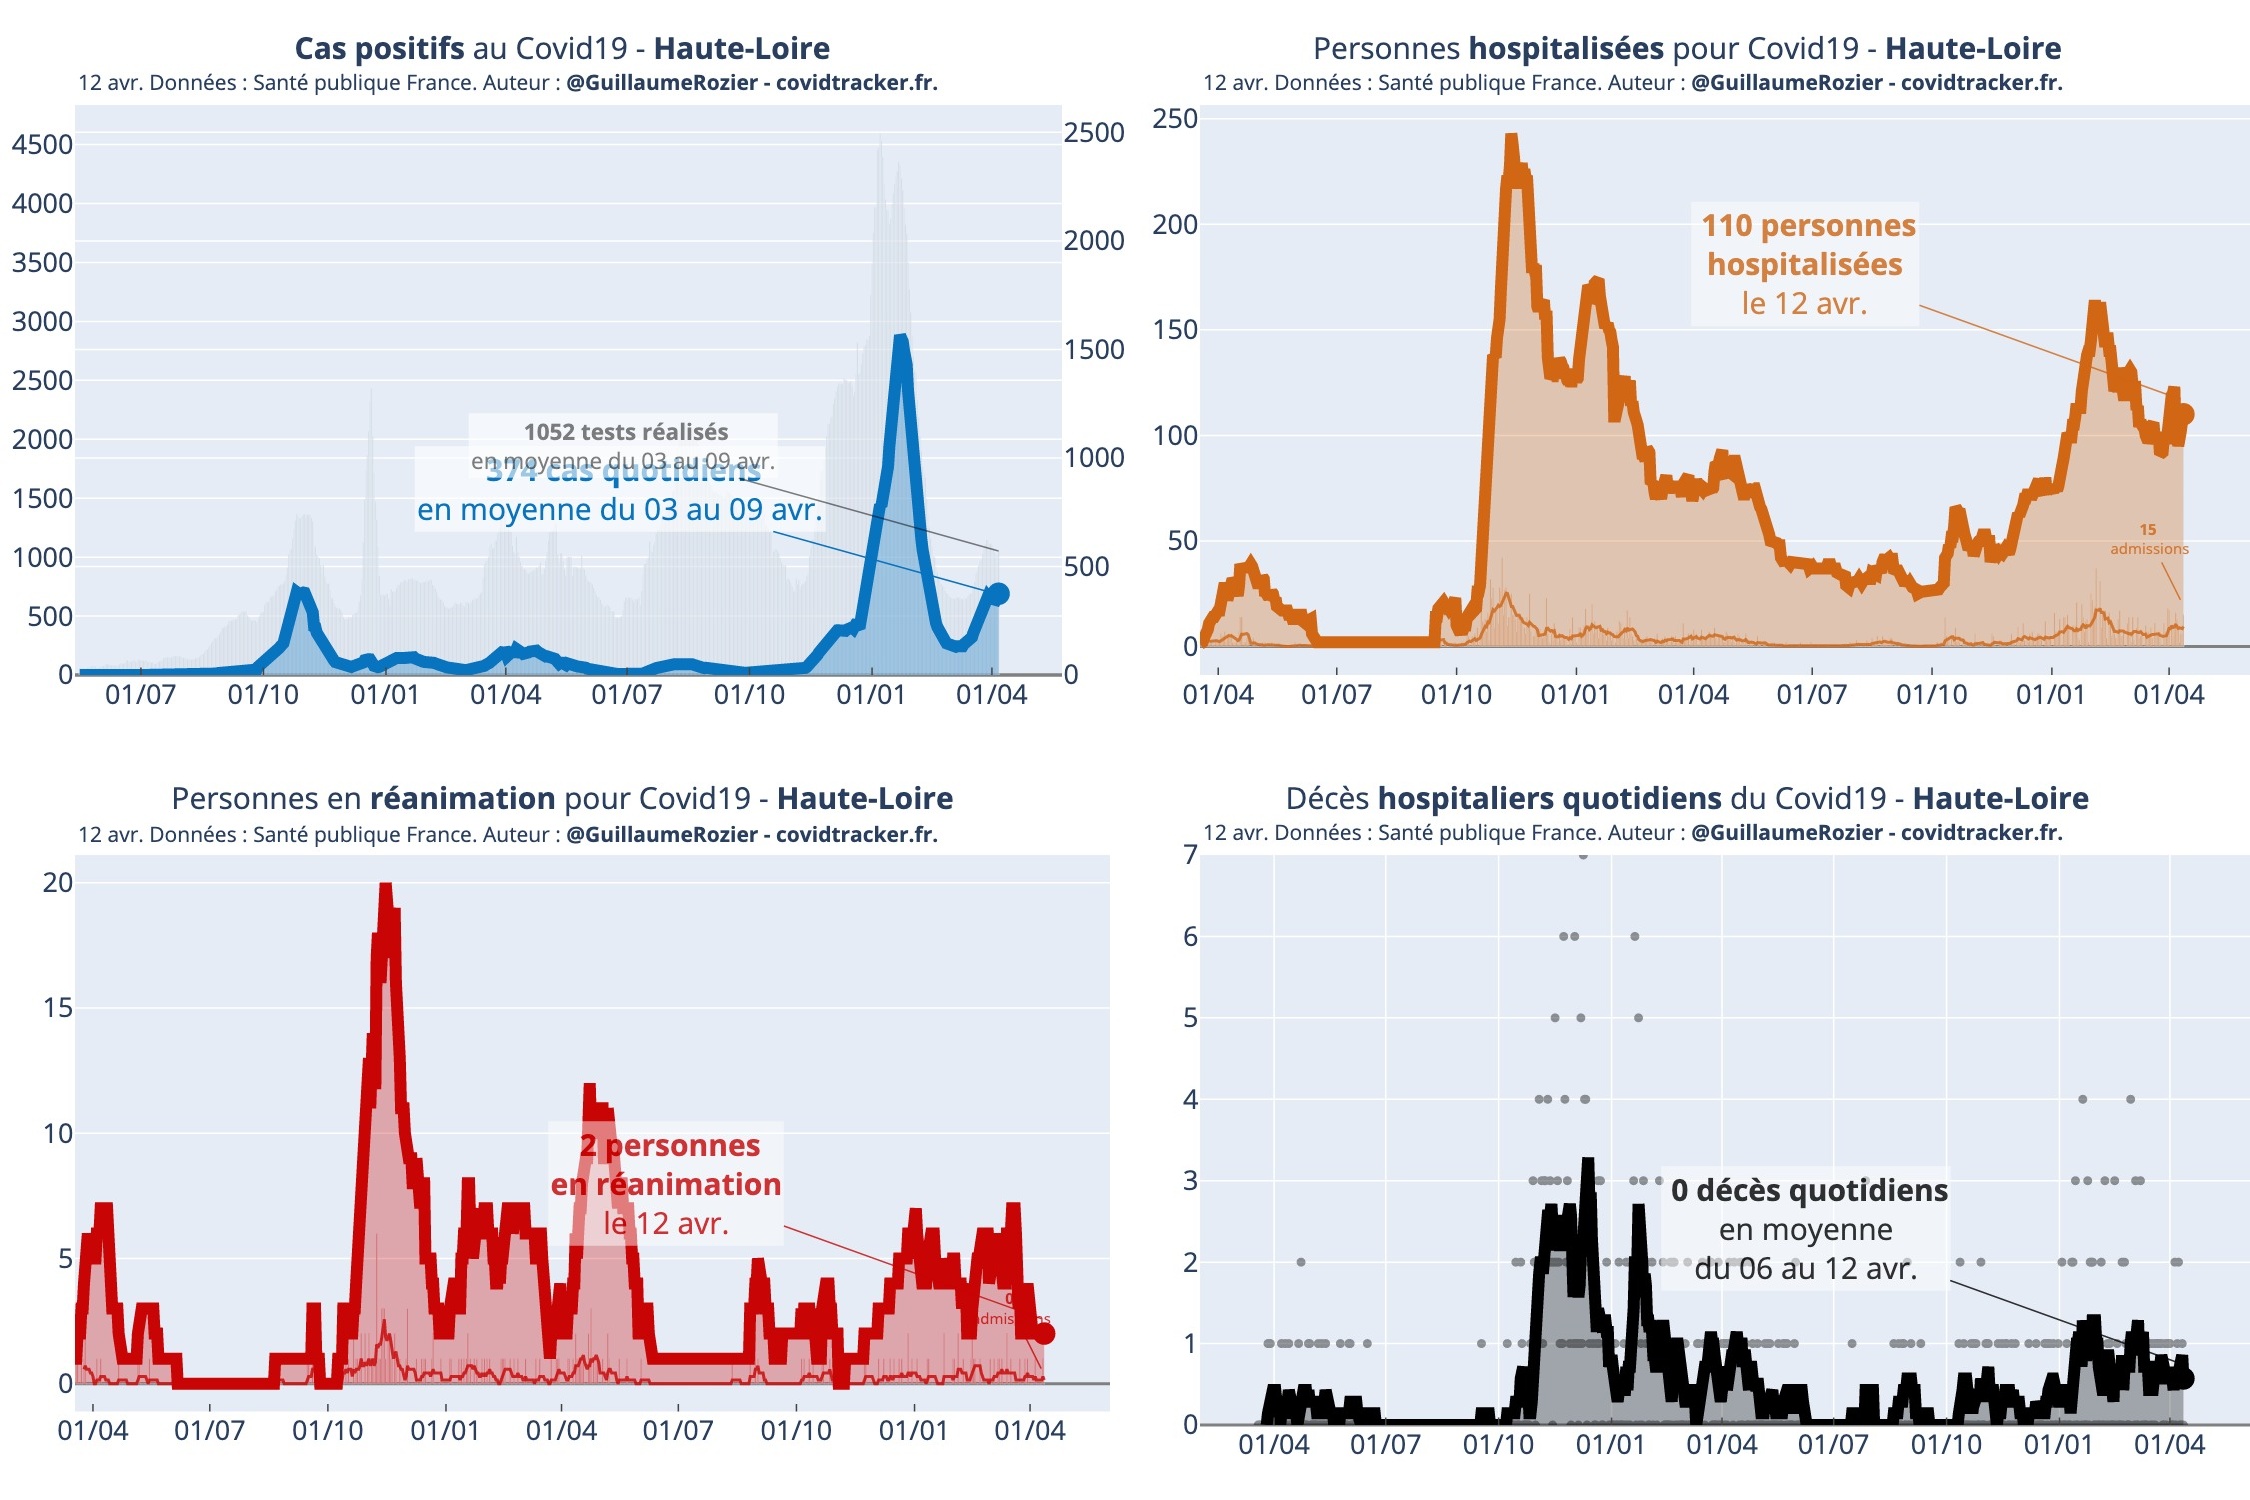 Cas positifs au Covid19 - Haute-Loire
12 avr. Données : Santé publique France. Auteur : @GuillaumeRozier - covidtracker.fr.
4500
4000
3500
3000
2500
2000
1500
1000
500
0
2500
2000
1500
1000
500
0
1052 tests réalisés
en moyenne du 03 au 09 avr.
374 cas quotidiens
en moyenne du 03 au 09 avr.
01/07 01/10 01/01 01/04 01/07 01/10 01/01 01/04
Personnes hospitalisées pour Covid19 - Haute-Loire
12 avr. Données : Santé publique France. Auteur : @GuillaumeRozier - covidtracker.fr.
250
200
150
100
50
0
110 personnes
hospitalisées
le 12 avr.
15
admissions
01/04 01/07 01/10 01/01 01/04 01/07 01/10 01/01 01/04
Personnes en réanimation pour Covid19 - Haute-Loire
12 avr. Données : Santé publique France. Auteur : @GuillaumeRozier - covidtracker.fr.
20
15
10
5
0
2 personnes
en réanimation
le 12 avr.
0
admissions
01/04 01/07 01/10 01/01 01/04 01/07 01/10 01/01 01/04
Décès hospitaliers quotidiens du Covid19 - Haute-Loire
12 avr. Données : Santé publique France. Auteur : @GuillaumeRozier - covidtracker.fr.
7
6
5
4
3
2
1
0
0 décès quotidiens
en moyenne
du 06 au 12 avr.
01/04 01/07 01/10 01/01 01/04 01/07 01/10 01/01 01/04